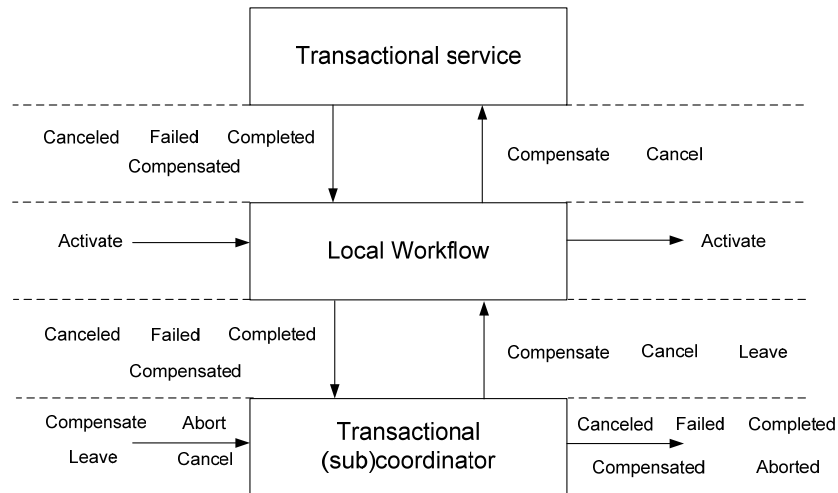 Transactional service
Canceled Failed Completed
Compensated
Compensate Cancel
Activate
Local Workflow
Activate
Canceled Failed Completed
Compensated
Compensate Cancel Leave
Compensate Abort
Leave Cancel
Transactional
(sub)coordinator
Canceled Failed Completed
Compensated Aborted